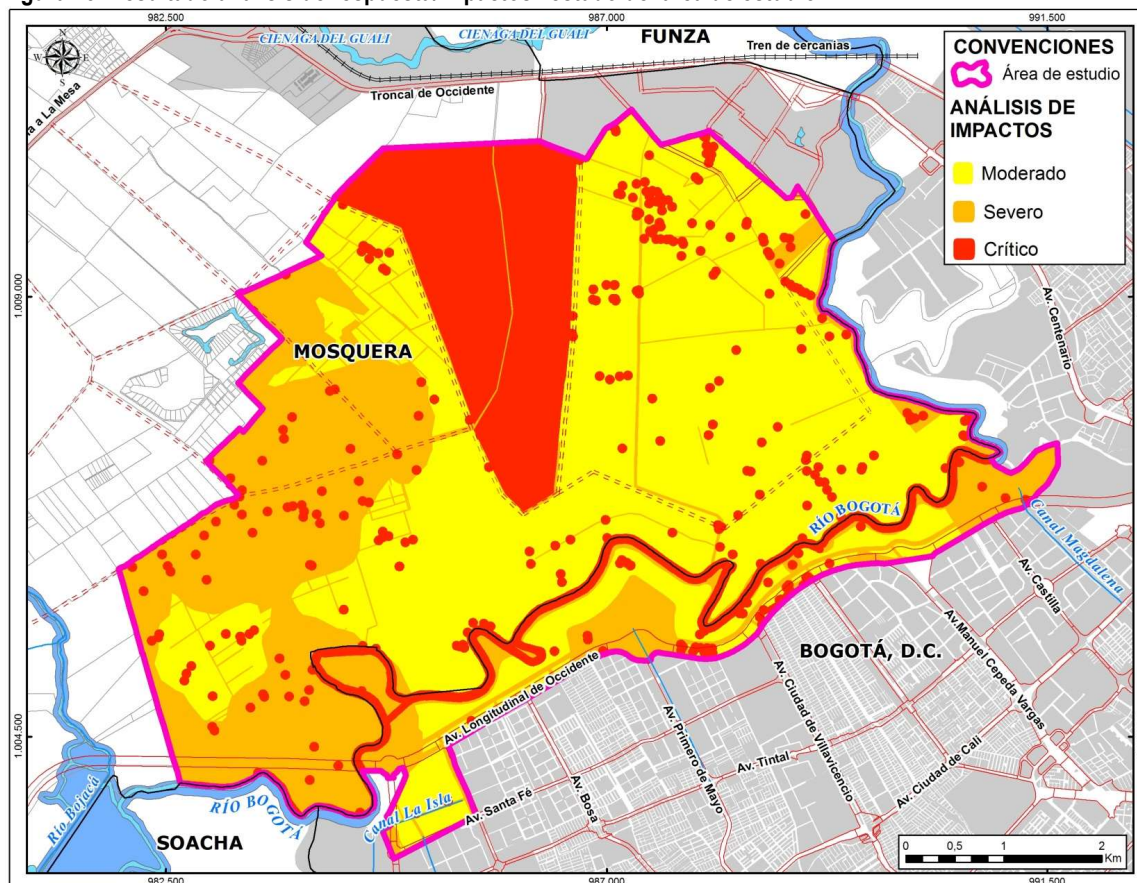 982.500
987.000
991.500
CIENAGA DEL GUALI
CIENAGA DEL GUALI
FUNZA
Tren de cercanías
Troncal de Occidente
a La Mesa
N
W
E
S
CONVENCIONES
Área de estudio
ANÁLISIS DE
IMPACTOS
Moderado
Severo
Crítico
1.009.000
Av. Centenario
MOSQUERA
RÍO BOGOTÁ
Canal Magdalena
Av. Castilla
BOGOTÁ, D.C.
Av.Manuel Cepeda Vargas
Av. Longitudinal de Occidente
Av. Primero de Mayo
Av. Ciudad de Villavicencio
Av. Tintal
Av. Ciudad de Cali
1.004.500
Av. Santa Fé
Av. Bosa
Canal La Isla
Río Bojacá
RÍO BOGOTÁ
SOACHA
0 0,5 1 2
Km
982.500
987.000
991.500